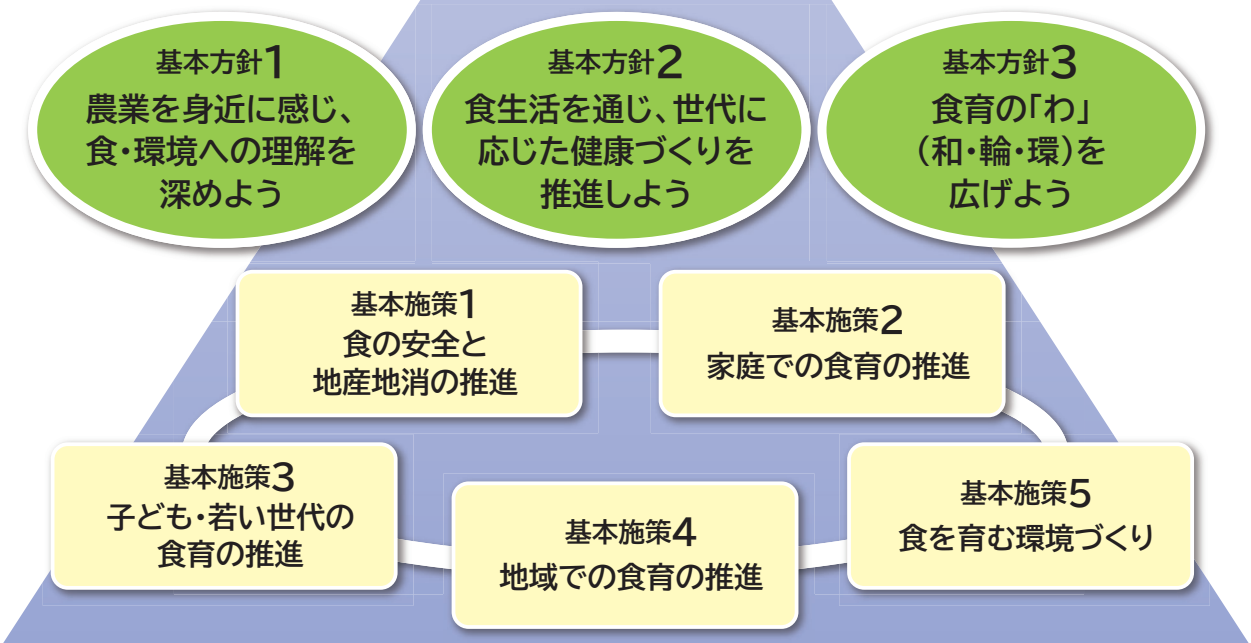 基本方針1
農業を身近に感じ、
食・環境への理解を
深めよう
基本方針2
食生活を通じ、世代に
応じた健康づくりを
推進しよう
基本方針3
食育の「わ」
（和・輪・環）を
広げよう
基本施策1
食の安全と
地産地消の推進
基本施策2
家庭での食育の推進
基本施策3
子ども・若い世代の
食育の推進
基本施策4
地域での食育の推進
基本施策5
食を育む環境づくり